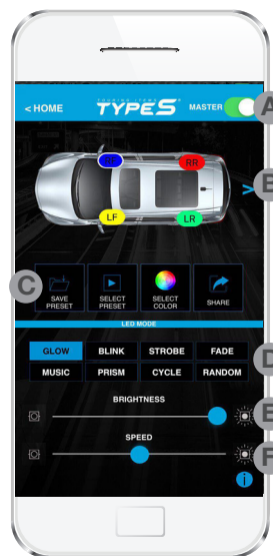 < HOME TYPE S MASTER A
RF RR
> B
LF LR
C
SAVE PRESET SELECT PRESET SELECT COLOR SHARE
LED MODE
GLOW BLINK STROBE FADE
D
MUSIC PRISM CYCLE RANDOM
BRIGHTNESS
E
SPEED
F
i